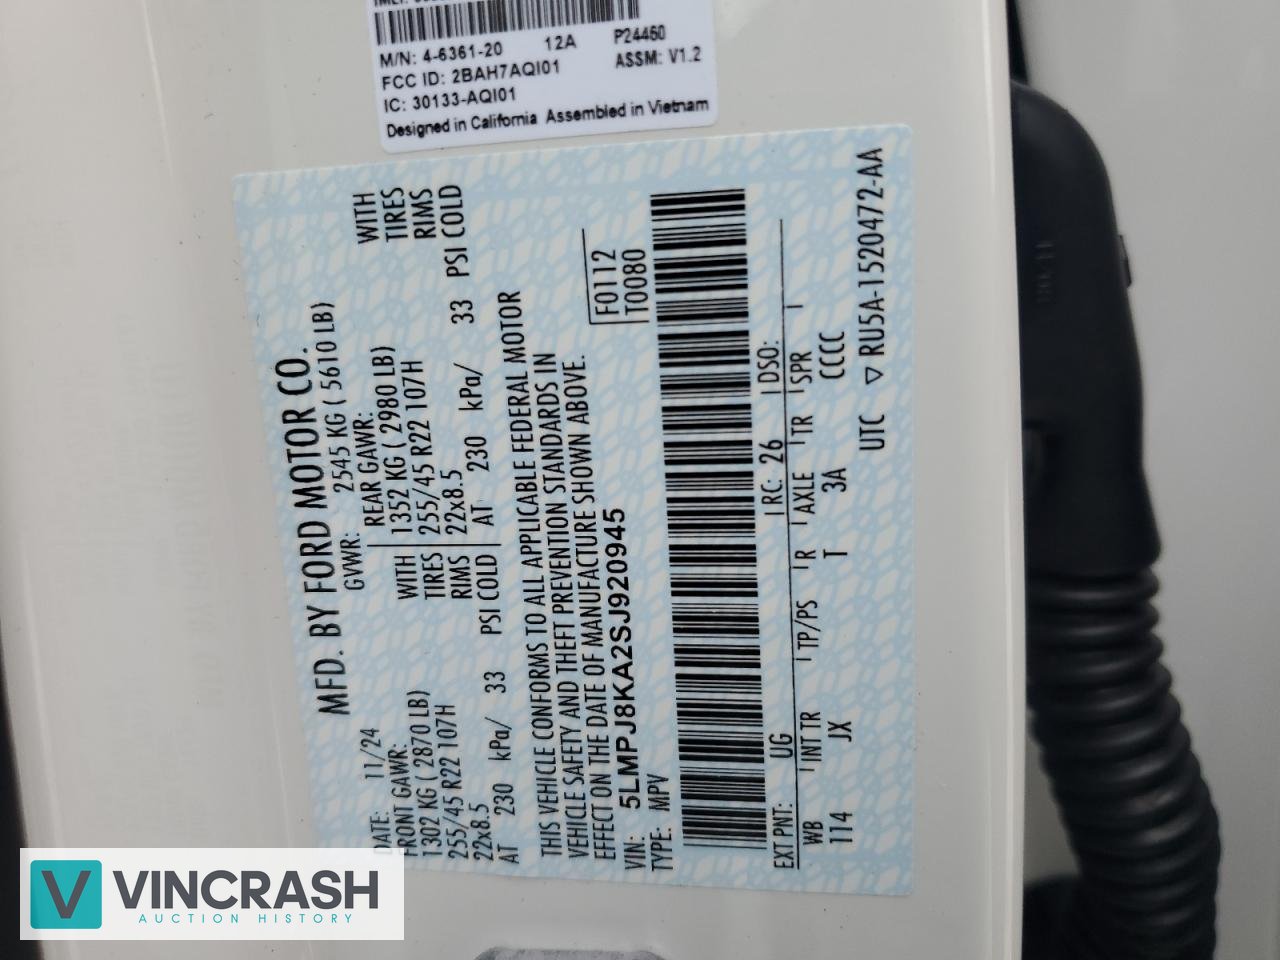 M/N: 4-6361-20 12A P24460
FCC ID: 2BAH7AQI01 ASSM: V1.2
IC: 30133-AQI01
Designed in California Assembled in Vietnam
MFD. BY FORD MOTOR CO.
DATE: 11/24 GVWR: 2545 KG ( 5610 LB)
FRONT GAWR: REAR GAWR: WITH
1302 KG ( 2870 LB) WITH 1352 KG ( 2980 LB) TIRES
255/45 R22 107H TIRES 255/45 R22 107H RIMS
22x8.5 RIMS 22x8.5
AT 230 kPa/ 33 PSI COLD AT 230 kPa/ 33 PSI COLD
THIS VEHICLE CONFORMS TO ALL APPLICABLE FEDERAL MOTOR
VEHICLE SAFETY AND THEFT PREVENTION STANDARDS IN
EFFECT ON THE DATE OF MANUFACTURE SHOWN ABOVE.
VIN: 5LMPJ8KA2SJ920945 F0112
TYPE: MPV T0080
EXT PNT: UG RC: 26 DSO:
WB INT TR TP/PS R AXLE TR SPR
114 JX T 3A CCCC
UTC ▽ RU5A-1520472-AA
VINCRASH
AUCTION HISTORY